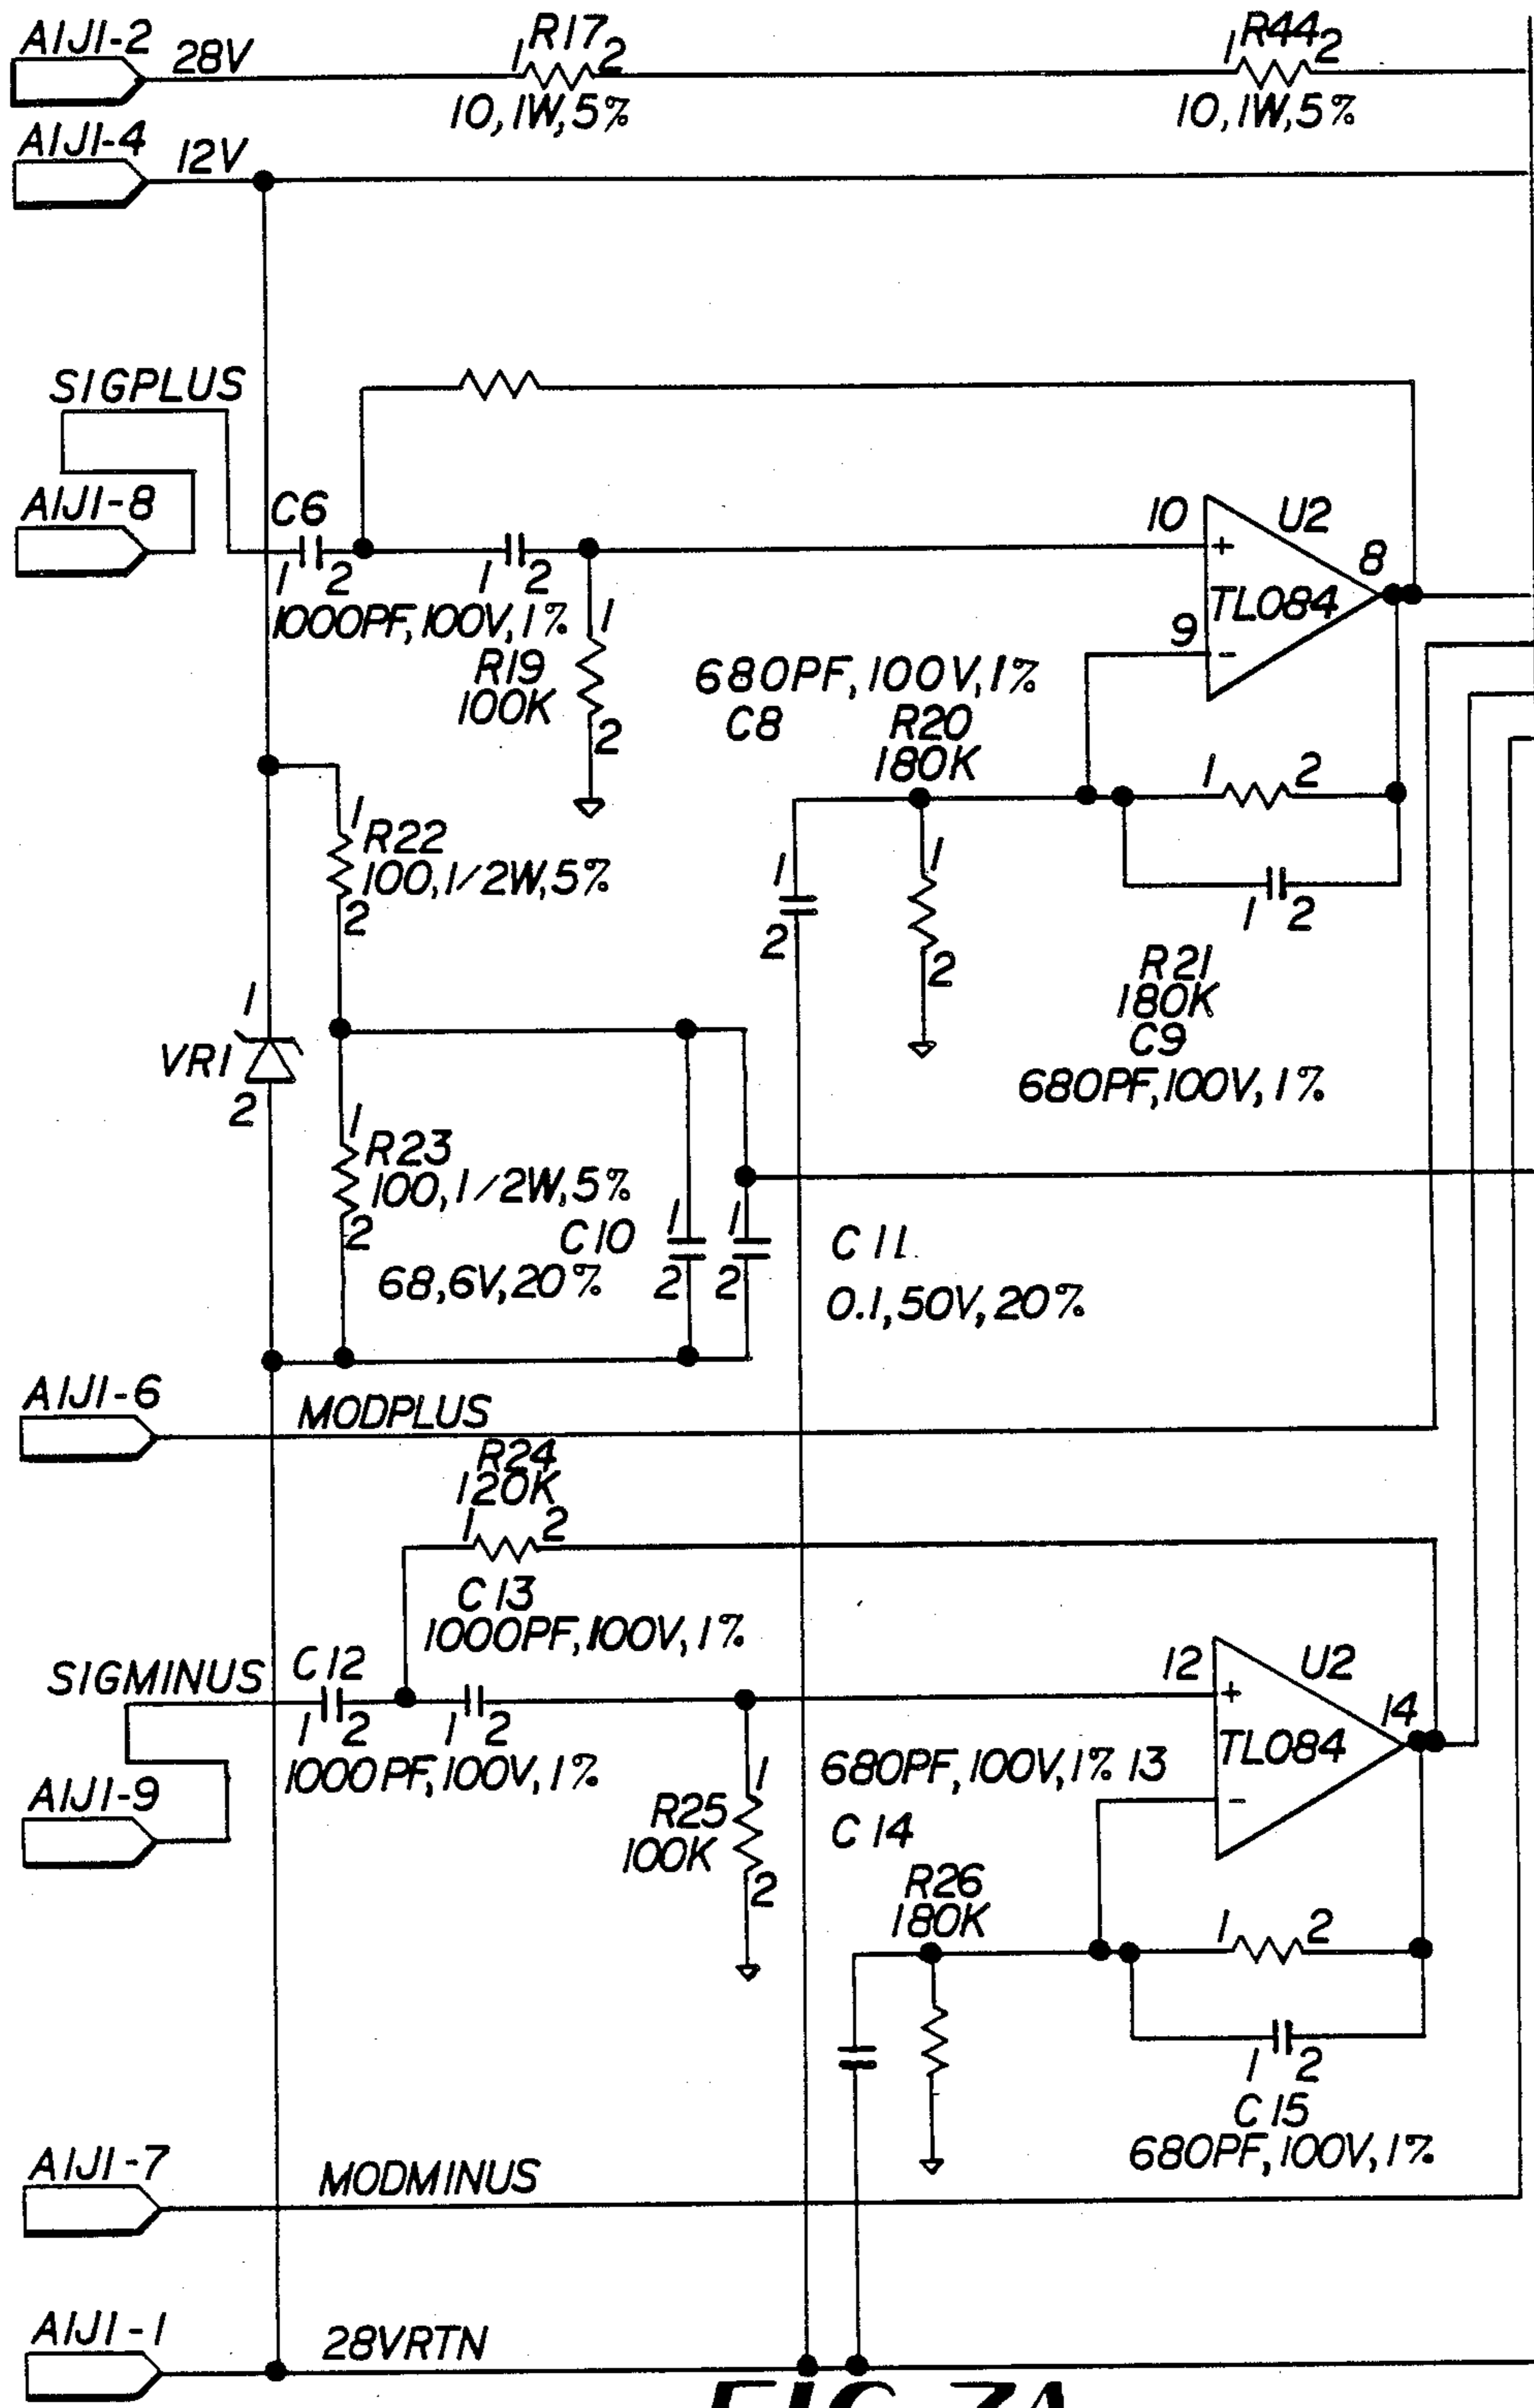 A1J1-2
28V
1 R17 2
10, 1W, 5%
1 R44 2
10, 1W, 5%
A1J1-4
12V
SIGPLUS
A1J1-8
C6
1 2
1 2
1000PF, 100V, 1%
R19
100K
1
2
10
U2
8
+
TL084
9
-
680PF, 100V, 1%
C8
R20
180K
1 2
1
2
1
2
1 2
R21
180K
C9
680PF, 100V, 1%
1
R22
100, 1/2W, 5%
2
1
VR1
2
1
R23
100, 1/2W, 5%
2
C10
68, 6V, 20%
1
2
1
2
C11
0.1, 50V, 20%
A1J1-6
MODPLUS
R24
120K
1 2
C13
1000PF, 100V, 1%
SIGMINUS
C12
1 2
1 2
1000PF, 100V, 1%
A1J1-9
R25
100K
1
2
12
U2
14
+
TL084
680PF, 100V, 1%
13
-
C14
R26
180K
1 2
1 2
C15
680PF, 100V, 1%
A1J1-7
MODMINUS
A1J1-1
28VRTN
FIG. 7A